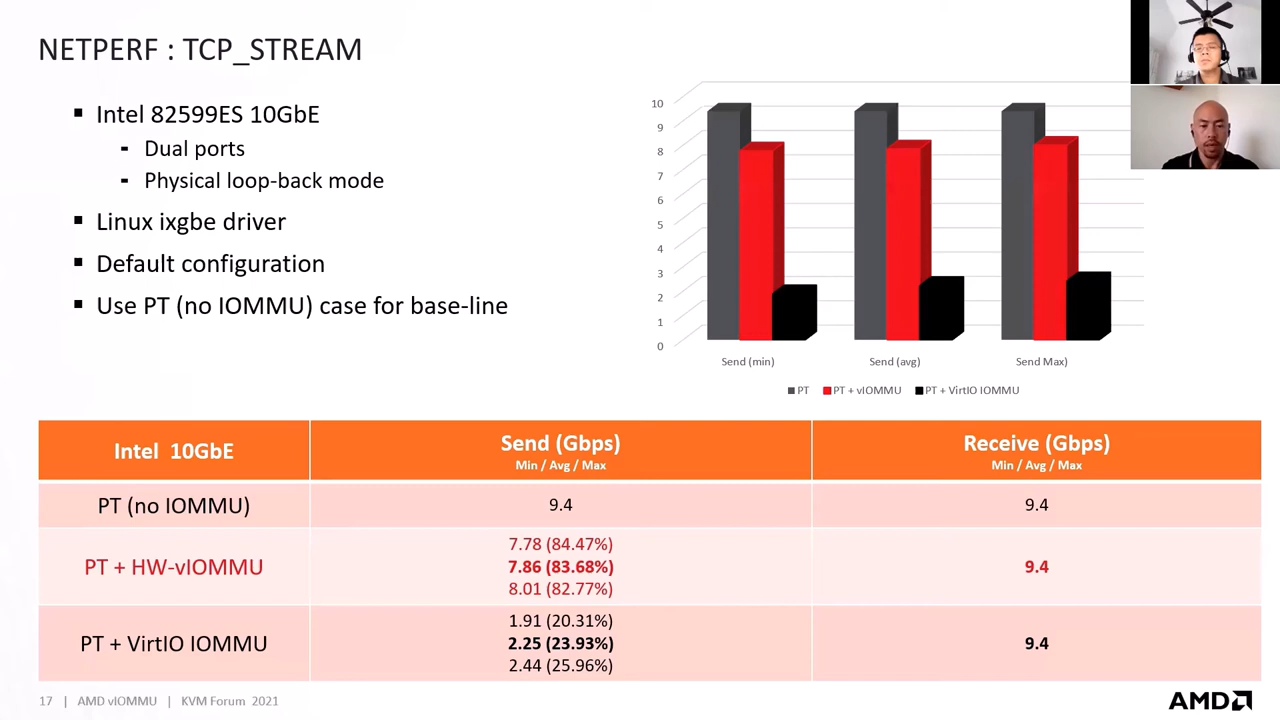 NETPERF : TCP_STREAM
▪ Intel 82599ES 10GbE
- Dual ports
- Physical loop-back mode
▪ Linux ixgbe driver
▪ Default configuration
▪ Use PT (no IOMMU) case for base-line
10
9
8
7
6
5
4
3
2
1
0
Send (min) Send (avg) Send Max)
PT PT + vIOMMU PT + VirtIO IOMMU
Intel 10GbE Send (Gbps) Receive (Gbps)
Min / Avg / Max Min / Avg / Max
PT (no IOMMU) 9.4 9.4
7.78 (84.47%)
PT + HW-vIOMMU 7.86 (83.68%) 9.4
8.01 (82.77%)
1.91 (20.31%)
PT + VirtIO IOMMU 2.25 (23.93%) 9.4
2.44 (25.96%)
17 | AMD vIOMMU | KVM Forum 2021
AMD